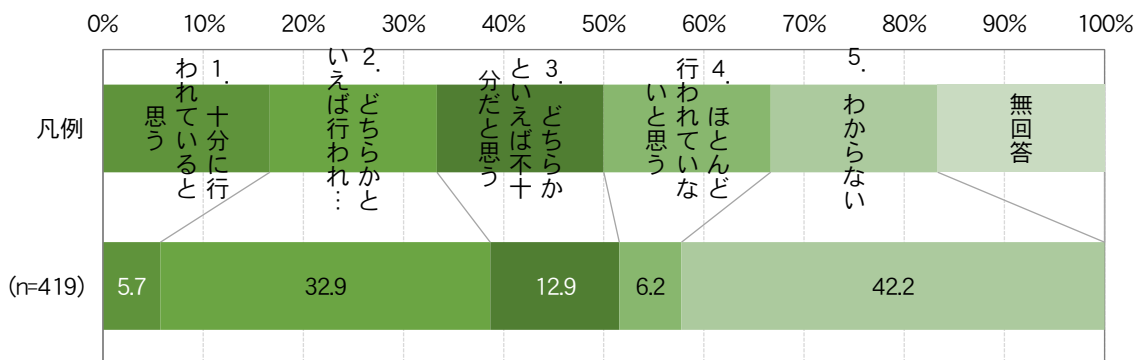 0% 10% 20% 30% 40% 50% 60% 70% 80% 90% 100%
凡例
1. 十分に行
われていると
思う
2. どちらかと
いえば行われ…
3. どちらか
といえば不十
分だと思う
4. ほとんど
行われていな
いと思う
5. わからない
無回答
(n=419) 5.7 32.9 12.9 6.2 42.2